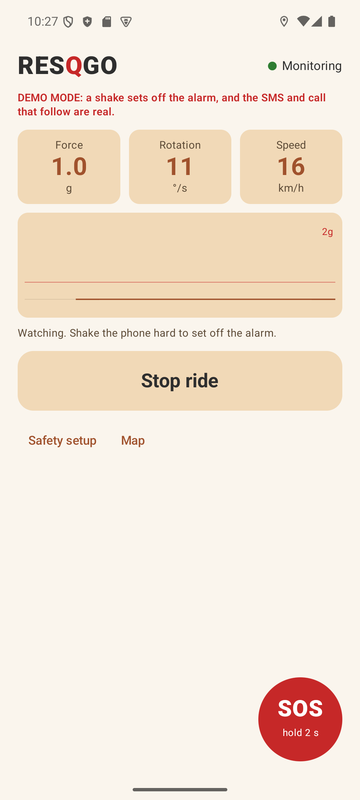 10:27
RESQGO
Monitoring
DEMO MODE: a shake sets off the alarm, and the SMS and call
that follow are real.
Force
1.0
g
Rotation
11
°/s
Speed
16
km/h
2g
Watching. Shake the phone hard to set off the alarm.
Stop ride
Safety setup
Map
SOS
hold 2 s